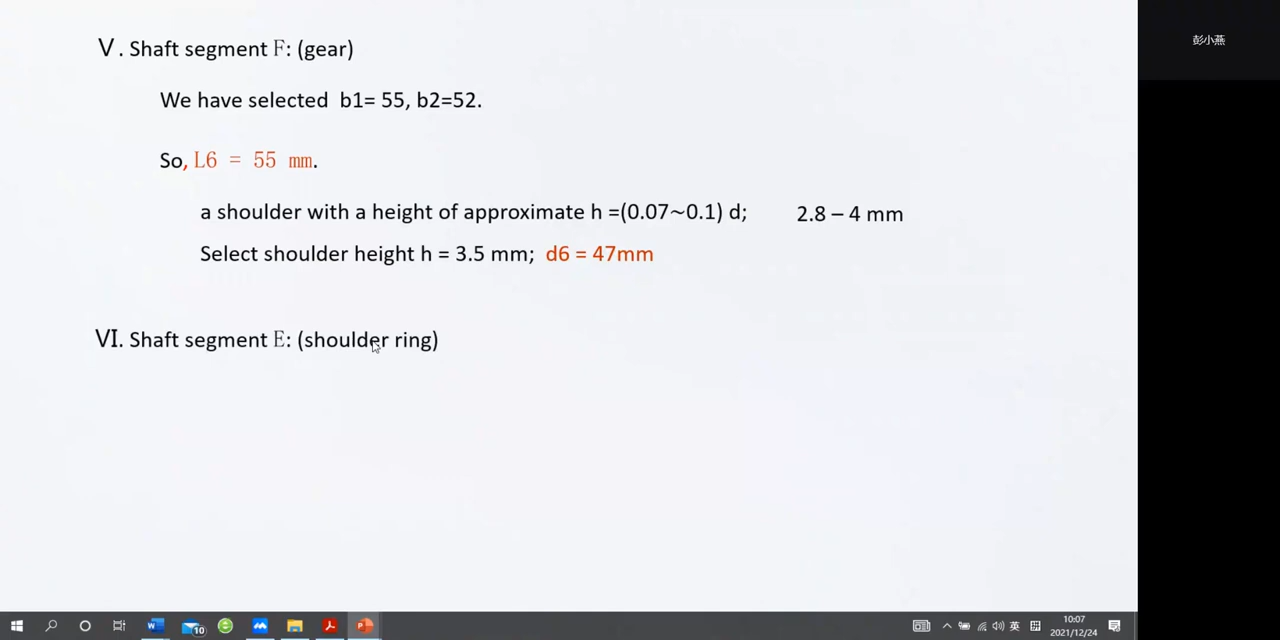 Ⅴ. Shaft segment F: (gear)
We have selected b1= 55, b2=52.
So, L6 = 55 mm.
a shoulder with a height of approximate h =(0.07~0.1) d; 2.8 – 4 mm
Select shoulder height h = 3.5 mm; d6 = 47mm
Ⅵ. Shaft segment E: (shoulder ring)
彭小燕
10
英
10:07
2021/12/24